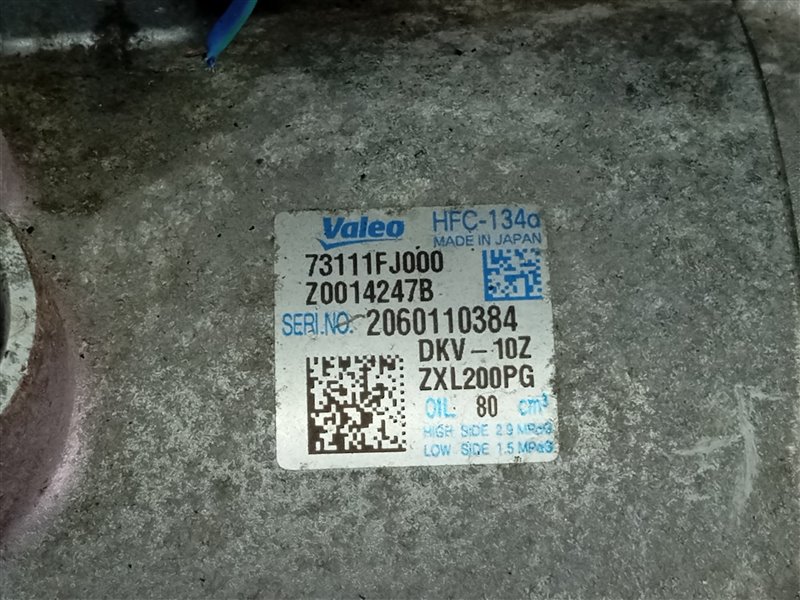 Valeo HFC-134a
MADE IN JAPAN
73111FJ000
Z0014247B
SERI.NO. 2060110384
DKV-10Z
ZXL200PG
OIL 80 cm³
HIGH SIDE 2.9 MPaG
LOW SIDE 1.5 MPaG